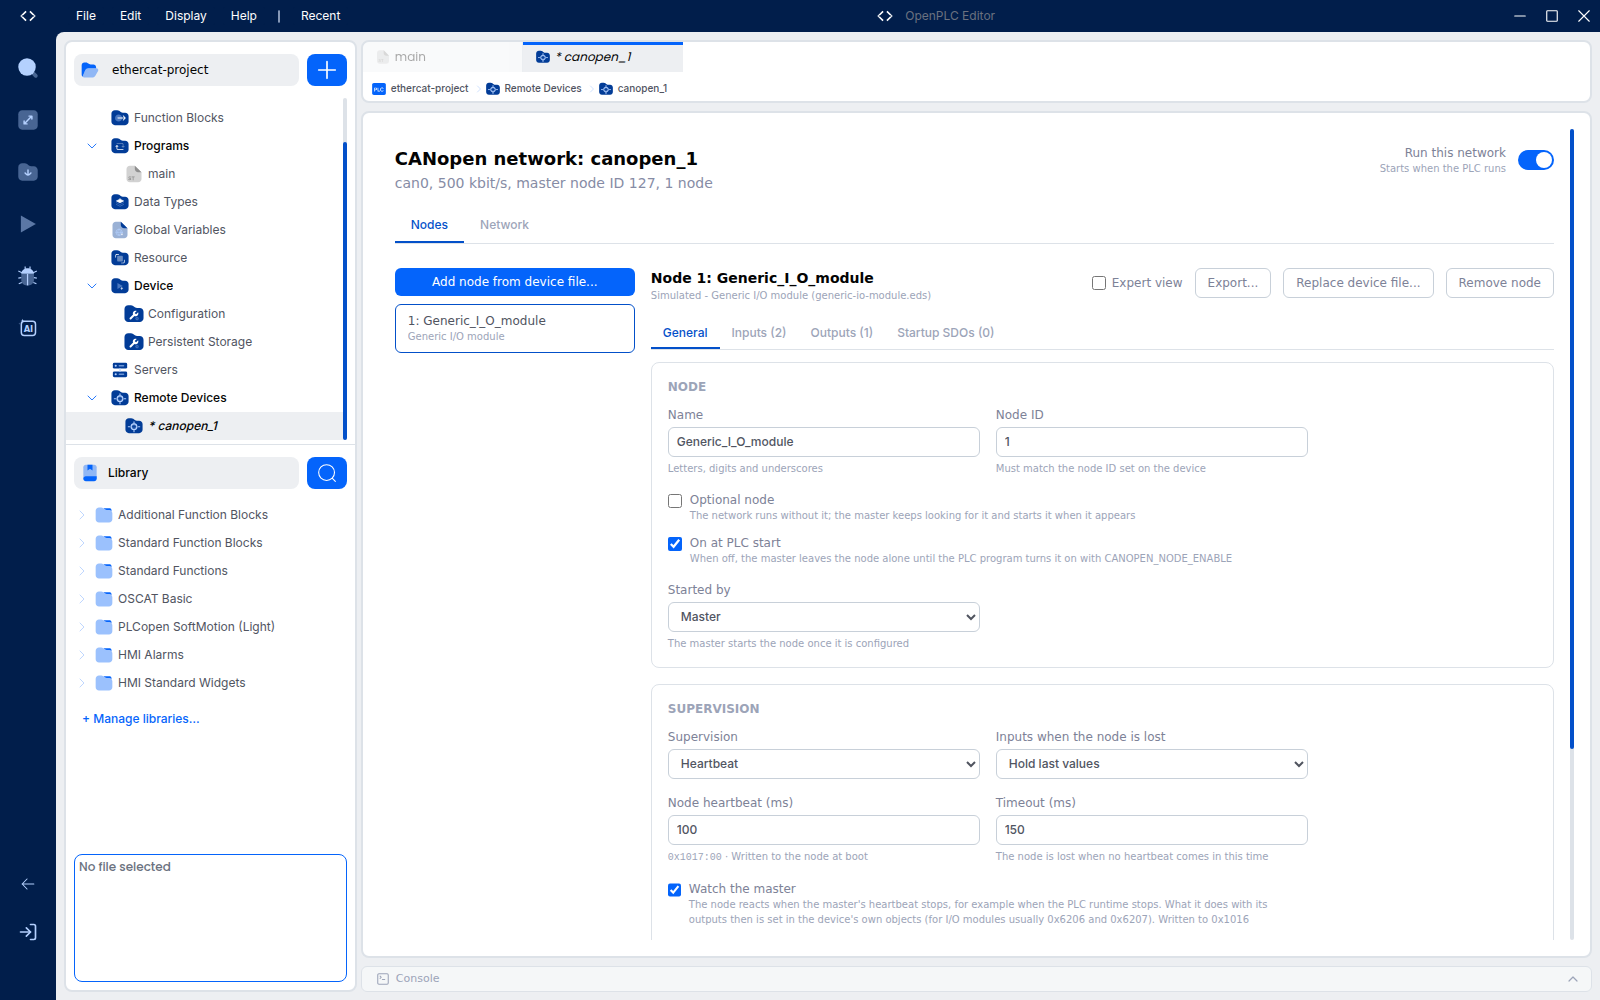 File Edit Display Help | Recent
OpenPLC Editor
ethercat-project
Function Blocks
Programs
main
Data Types
Global Variables
Resource
Device
Configuration
Persistent Storage
Servers
Remote Devices
* canopen_1
Library
Additional Function Blocks
Standard Function Blocks
Standard Functions
OSCAT Basic
PLCopen SoftMotion (Light)
HMI Alarms
HMI Standard Widgets
+ Manage libraries...
No file selected
AI
main
* canopen_1
PLC ethercat-project Remote Devices canopen_1
CANopen network: canopen_1
can0, 500 kbit/s, master node ID 127, 1 node
Run this network
Starts when the PLC runs
Nodes Network
Add node from device file...
1: Generic_I_O_module
Generic I/O module
Node 1: Generic_I_O_module
Simulated - Generic I/O module (generic-io-module.eds)
Expert view Export... Replace device file... Remove node
General Inputs (2) Outputs (1) Startup SDOs (0)
NODE
Name Node ID
Generic_I_O_module 1
Letters, digits and underscores Must match the node ID set on the device
Optional node
The network runs without it; the master keeps looking for it and starts it when it appears
On at PLC start
When off, the master leaves the node alone until the PLC program turns it on with CANOPEN_NODE_ENABLE
Started by
Master
The master starts the node once it is configured
SUPERVISION
Supervision Inputs when the node is lost
Heartbeat Hold last values
Node heartbeat (ms) Timeout (ms)
100 150
0x1017:00 · Written to the node at boot The node is lost when no heartbeat comes in this time
Watch the master
The node reacts when the master's heartbeat stops, for example when the PLC runtime stops. What it does with its
outputs then is set in the device's own objects (for I/O modules usually 0x6206 and 0x6207). Written to 0x1016
Console